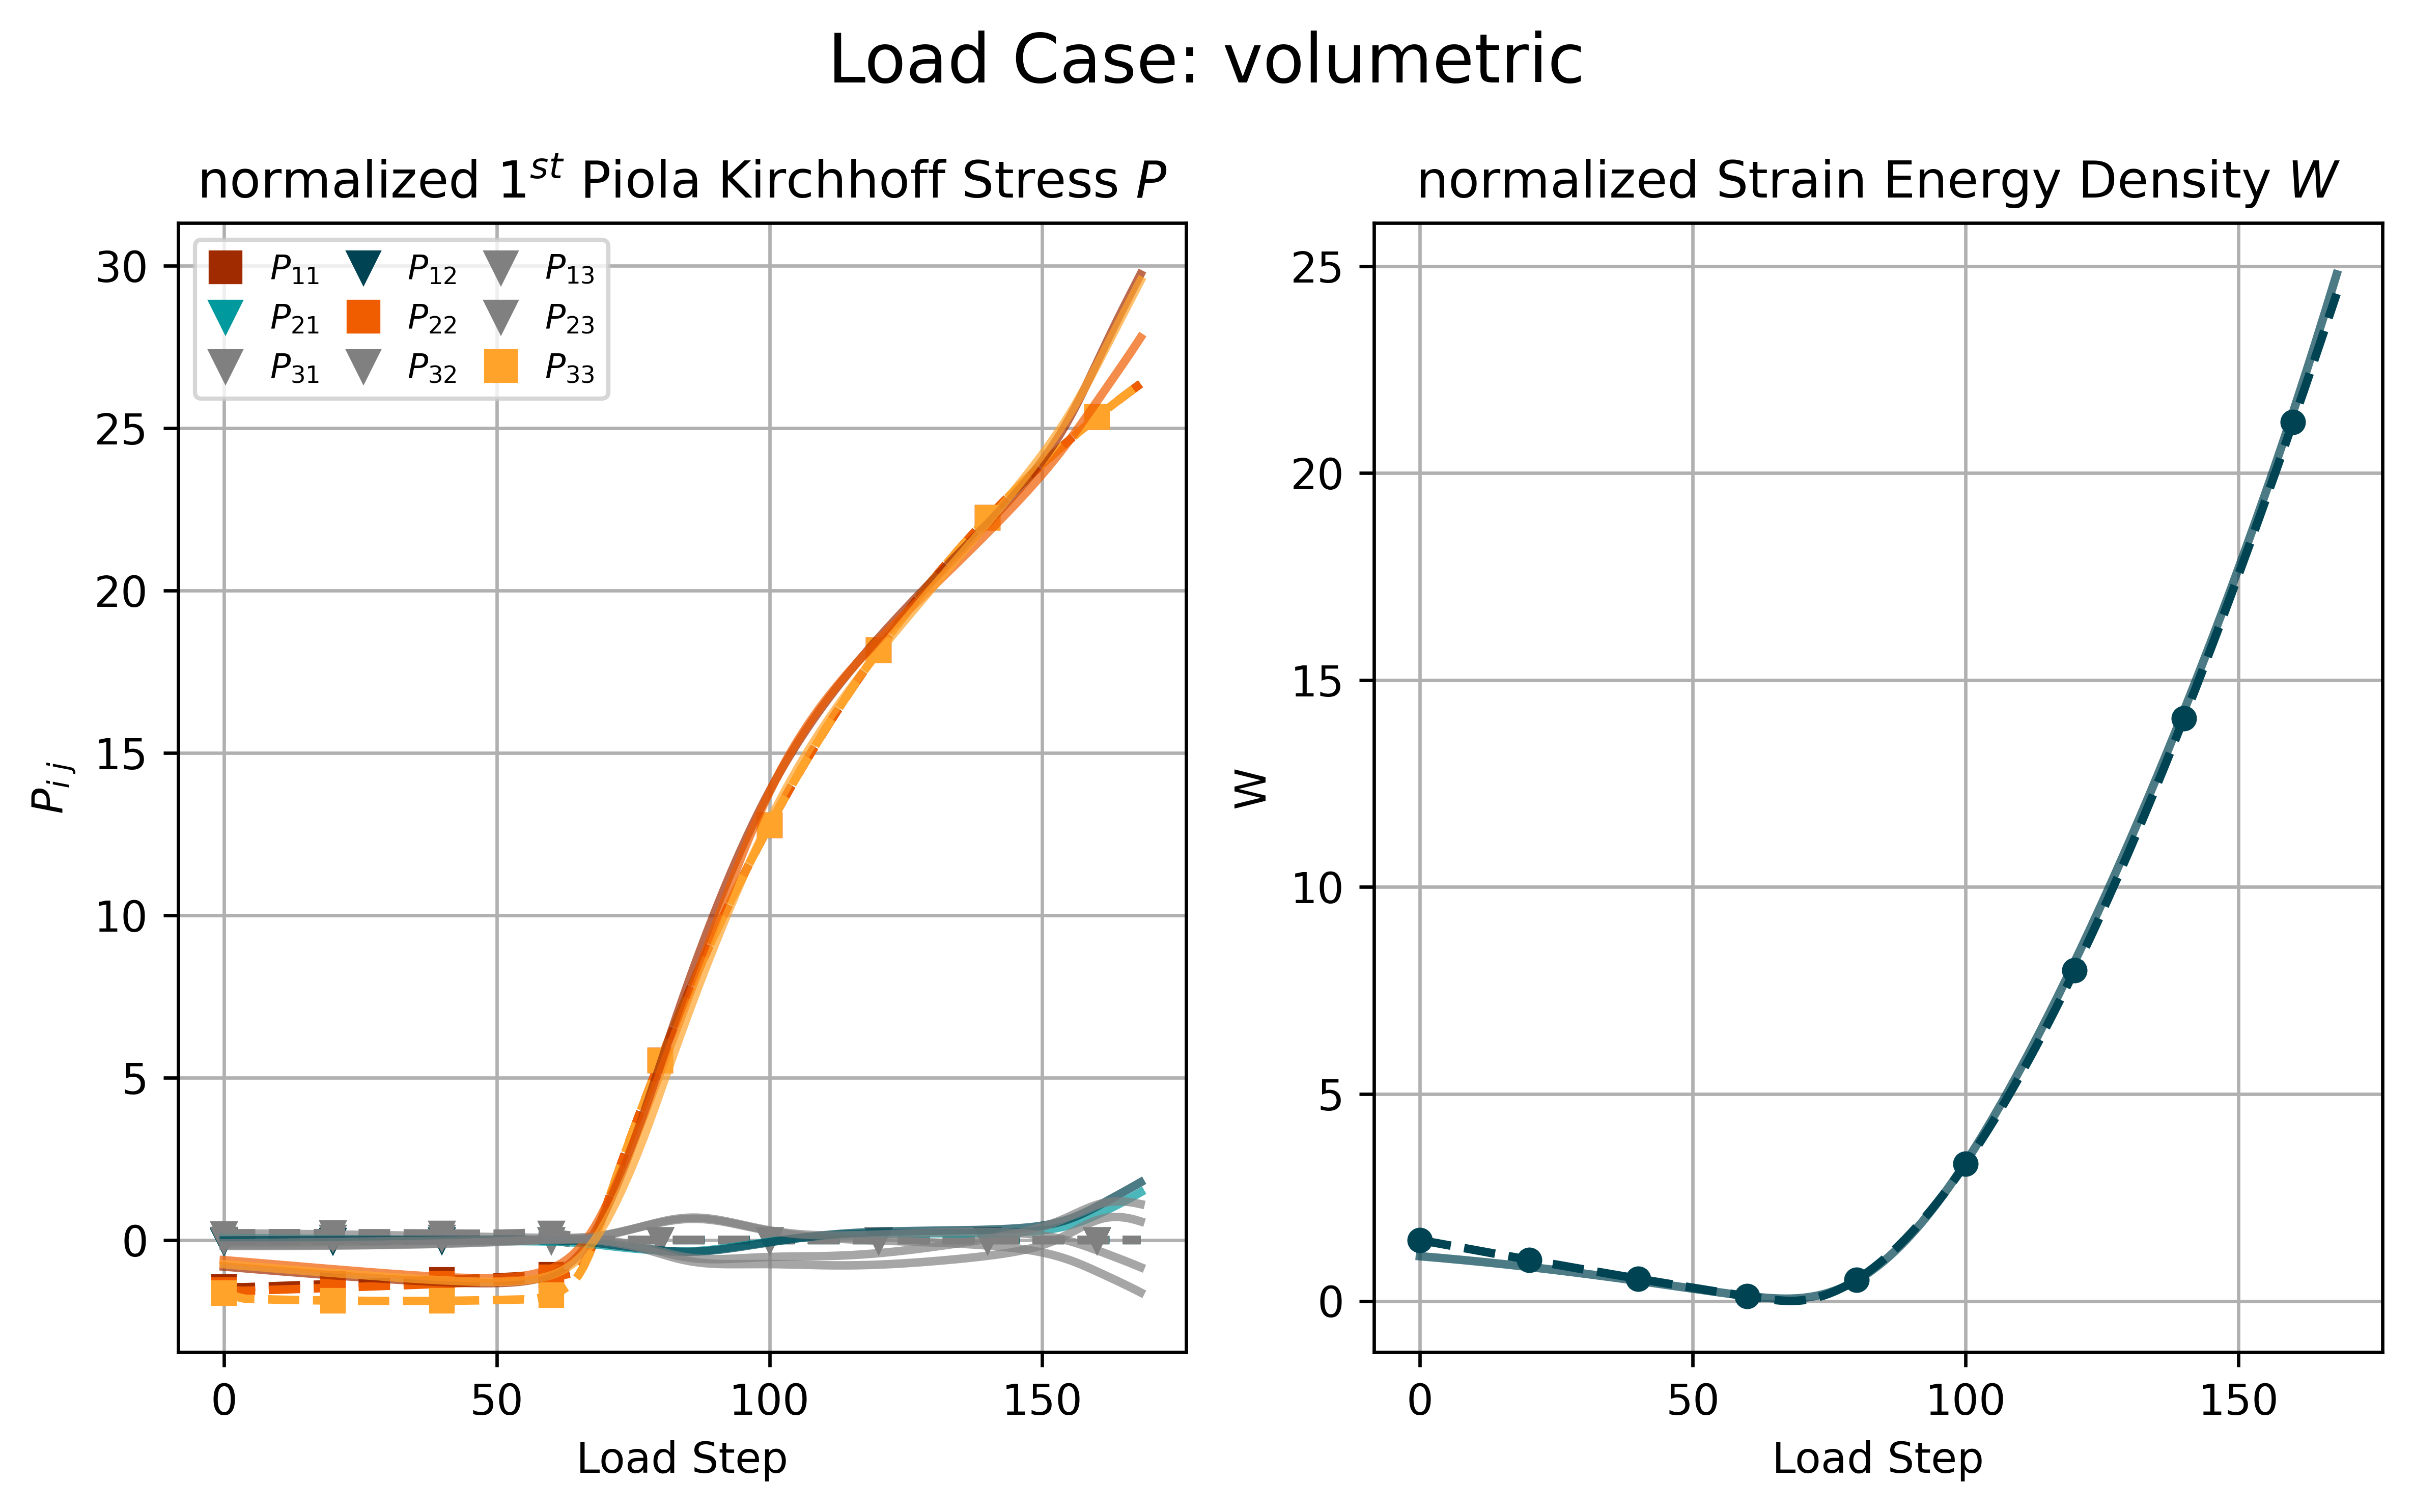 Load Case: volumetric
normalized 1st Piola Kirchhoff Stress P
P11 P12 P13
P21 P22 P23
P31 P32 P33
30
25
20
15
10
5
0
Pi j
0 50 100 150
Load Step
normalized Strain Energy Density W
25
20
15
10
5
0
W
0 50 100 150
Load Step